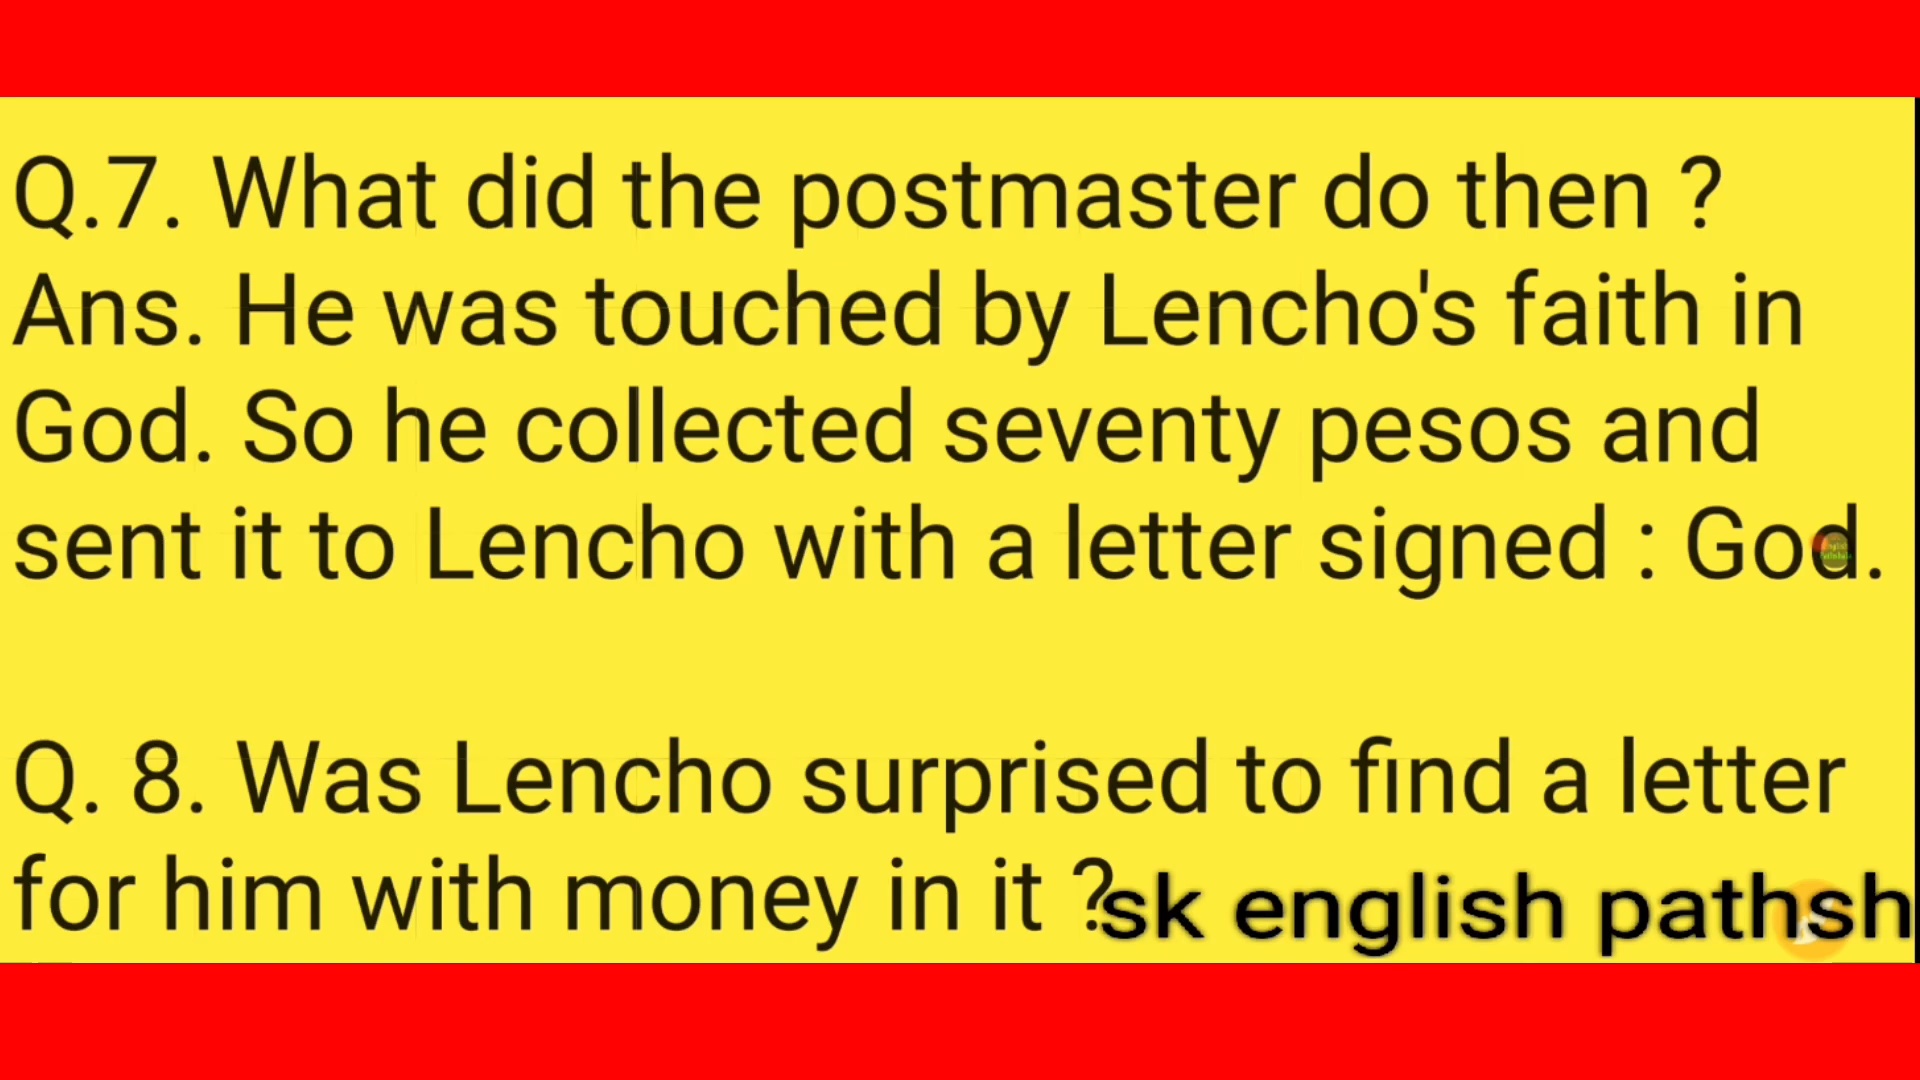 Q.7. What did the postmaster do then ?
Ans. He was touched by Lencho's faith in
God. So he collected seventy pesos and
sent it to Lencho with a letter signed : God.
Q. 8. Was Lencho surprised to find a letter
for him with money in it ?
sk english pathsh